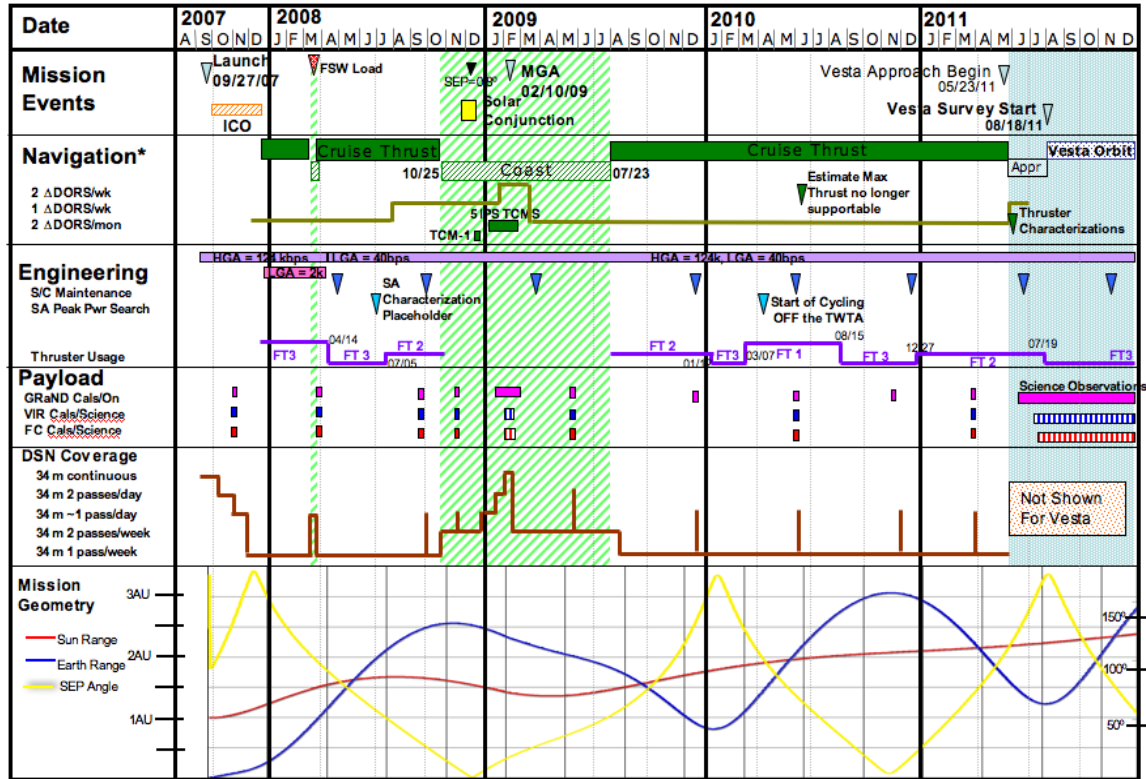 Date
2007 2008 2009 2010 2011
A S O N D J F M A M J J A S O N D J F M A M J J A S O N D J F M A M J J A S O N D J F M A M J J A S O N D
Mission
Events
Launch
09/27/07
ICO
FSW Load
SEP=0.8°
MGA
02/10/09
Solar
Conjunction
Vesta Approach Begin
05/23/11
Vesta Survey Start
08/18/11
Navigation*
2 ΔDORS/wk
1 ΔDORS/wk
2 ΔDORS/mon
Cruise Thrust
10/25
Coast
07/23
Cruise Thrust
Appr
Vesta Orbit
5 IPS TCMS
TCM-1
Estimate Max
Thrust no longer
supportable
Thruster
Characterizations
Engineering
S/C Maintenance
SA Peak Pwr Search
HGA = 124 kbps
LGA = 40bps
HGA = 124k, LGA = 40bps
LGA = 2k
SA
Characterization
Placeholder
Start of Cycling
OFF the TWTA
Thruster Usage
FT3
04/14
FT 3
07/05
FT 2
FT 2
FT3
03/07
FT 1
08/15
FT 3
12/27
FT 2
07/19
FT3
Payload
GRaND Cals/On
VIR Cals/Science
FC Cals/Science
Science Observations
DSN Coverage
34 m continuous
34 m 2 passes/day
34 m ~1 pass/day
34 m 2 passes/week
34 m 1 pass/week
Not Shown
For Vesta
Mission
Geometry
Sun Range
Earth Range
SEP Angle
3AU
2AU
1AU
150°
100°
50°